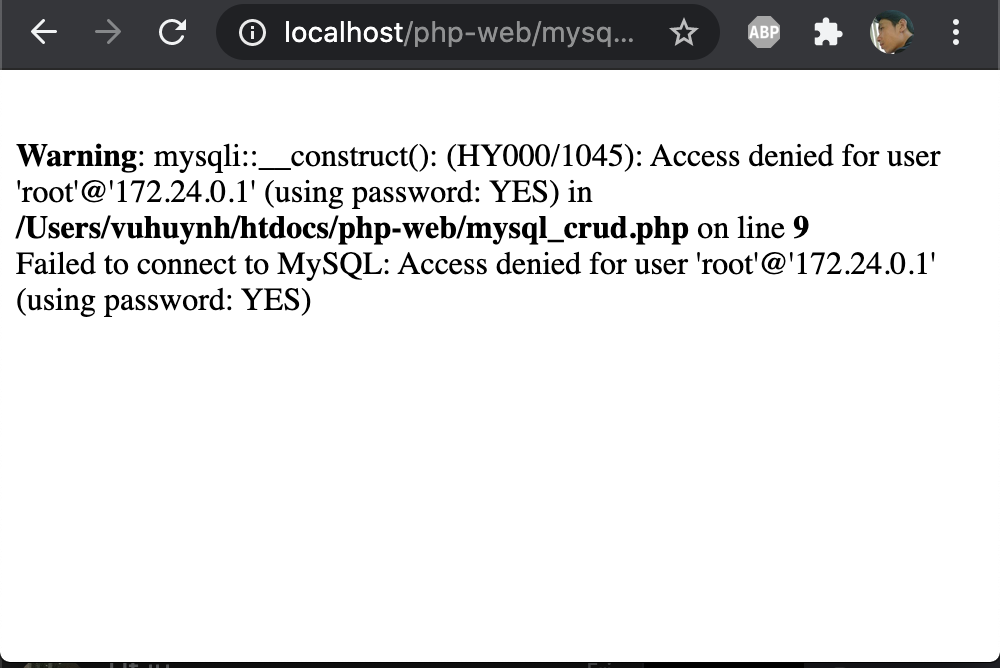 localhost/php-web/mysq...
ABP
Warning: mysqli::__construct(): (HY000/1045): Access denied for user
'root'@'172.24.0.1' (using password: YES) in
/Users/vuhuynh/htdocs/php-web/mysql_crud.php on line 9
Failed to connect to MySQL: Access denied for user 'root'@'172.24.0.1'
(using password: YES)